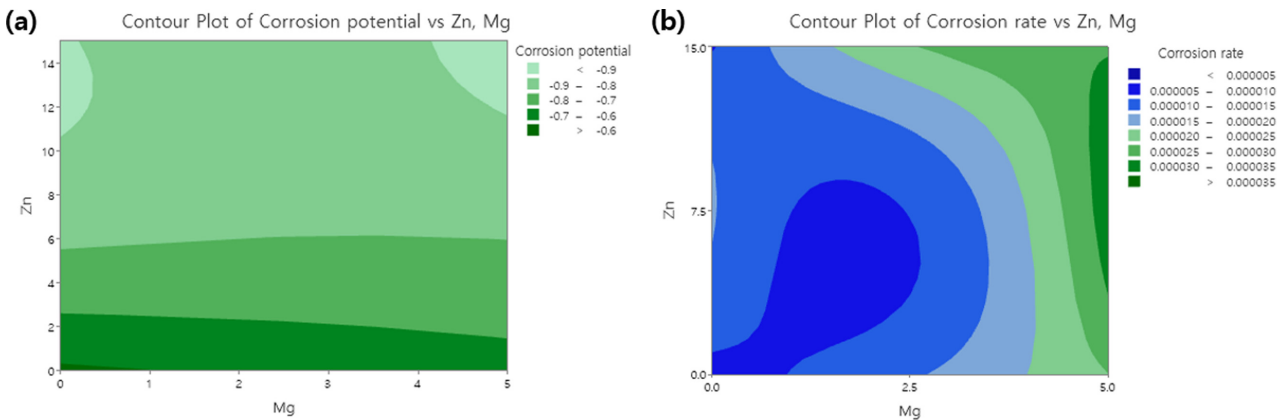 (a)
Contour Plot of Corrosion potential vs Zn, Mg
Corrosion potential
< -0.9
-0.9 – -0.8
-0.8 – -0.7
-0.7 – -0.6
> -0.6
14
12
10
8
6
4
2
0
Zn
0 1 2 3 4 5
Mg
(b)
Contour Plot of Corrosion rate vs Zn, Mg
Corrosion rate
< 0.000005
0.000005 – 0.000010
0.000010 – 0.000015
0.000015 – 0.000020
0.000020 – 0.000025
0.000025 – 0.000030
0.000030 – 0.000035
> 0.000035
15.0
7.5
0.0
Zn
0.0 2.5 5.0
Mg